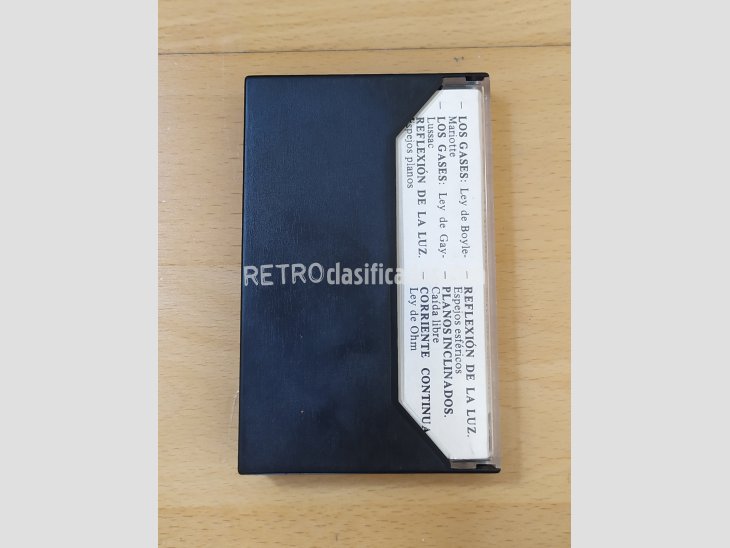 – LOS GASES: Ley de Boyle-
Mariotte
– LOS GASES: Ley de Gay-
Lussac
REFLEXIÓN DE LA LUZ.
Espejos planos
– REFLEXIÓN DE LA LUZ.
Espejos esféricos
– PLANOS INCLINADOS.
Caída libre
– CORRIENTE CONTINUA
Ley de Ohm
RETROclasifica